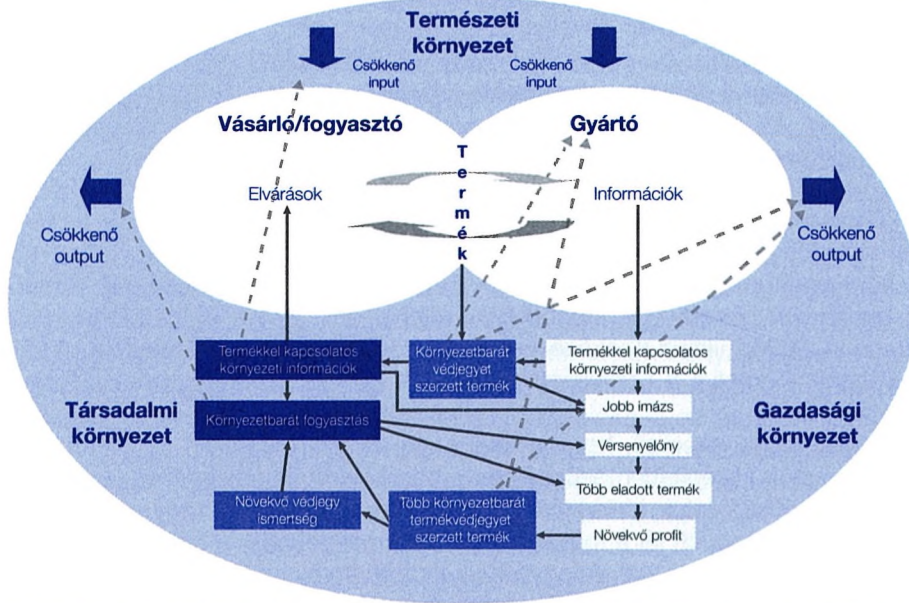 Természeti
környezet
Csökkenő
input
Csökkenő
input
Vásárló/fogyasztó
Gyártó
Termék
Elvárások
Információk
Csökkenő
output
Csökkenő
output
Termékkel kapcsolatos
környezeti információk
Környezetbarát
védjegyet
szerzett termék
Termékkel kapcsolatos
környezeti információk
Társadalmi
környezet
Környezetbarát fogyasztás
Jobb imázs
Gazdasági
környezet
Versenyelőny
Több eladott termék
Növekvő védjegy
ismertség
Több környezetbarát
termékvédjegyet
szerzett termék
Növekvő profit